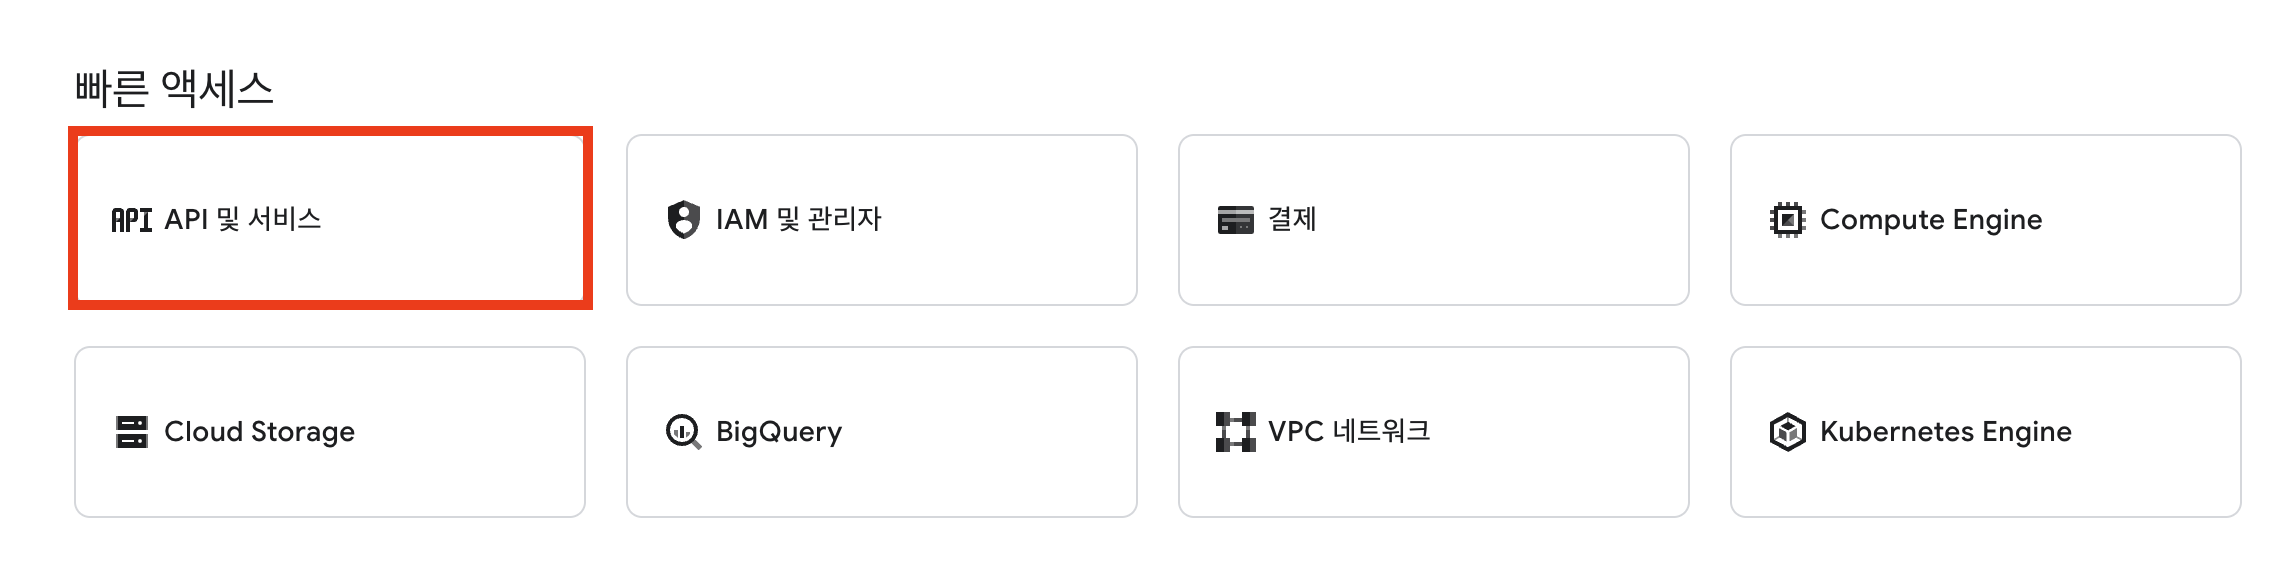 빠른 액세스
API API 및 서비스
IAM 및 관리자
결제
Compute Engine
Cloud Storage
BigQuery
VPC 네트워크
Kubernetes Engine